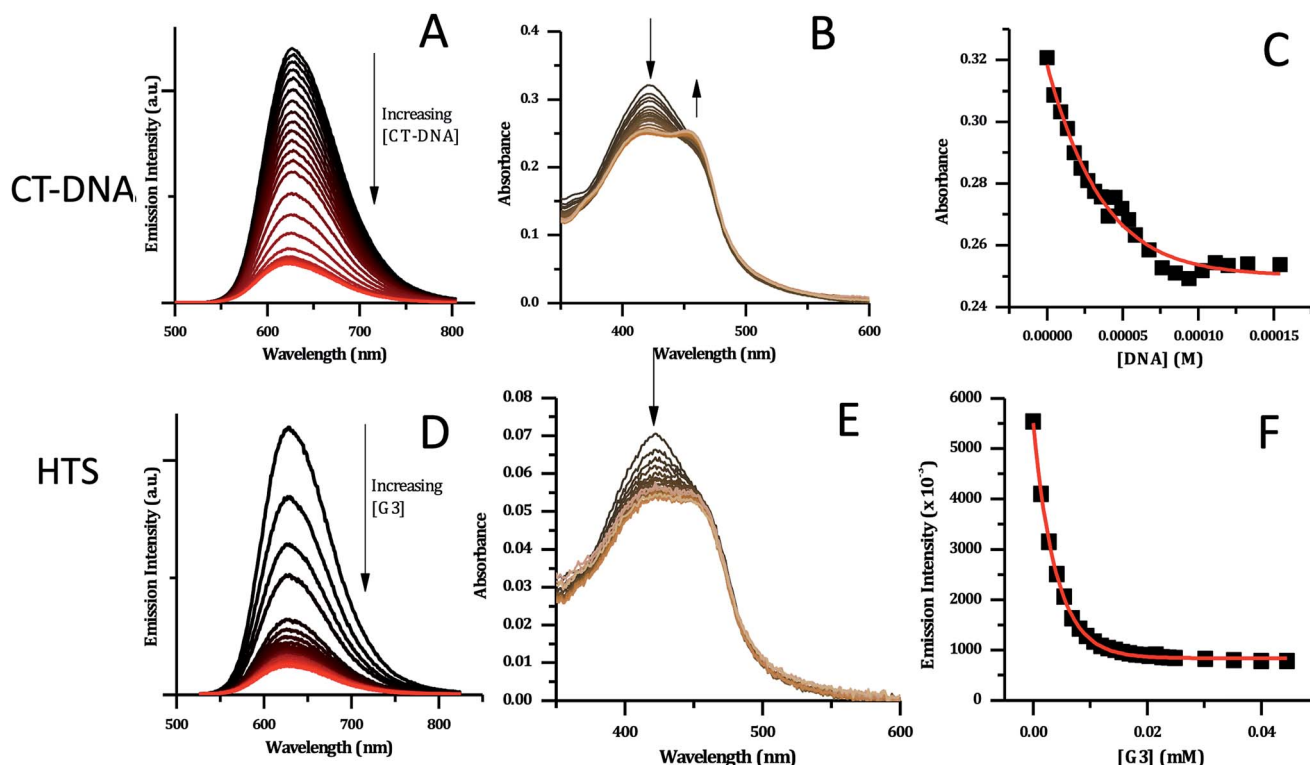 CT-DNA
A
Emission Intensity (a.u.)
Increasing
[CT-DNA]
500 600 700 800
Wavelength (nm)
B
Absorbance
0.4
0.3
0.2
0.1
0.0
400 500 600
Wavelength (nm)
C
Absorbance
0.32
0.30
0.28
0.26
0.24
0.00000 0.00005 0.00010 0.00015
[DNA] (M)
HTS
D
Emission Intensity (a.u.)
Increasing
[G3]
500 600 700 800
Wavelength (nm)
E
Absorbance
0.08
0.07
0.06
0.05
0.04
0.03
0.02
0.01
0.00
400 500 600
Wavelength (nm)
F
Emission Intensity (x 10⁻³)
6000
5000
4000
3000
2000
1000
0
0.00 0.02 0.04
[G3] (mM)